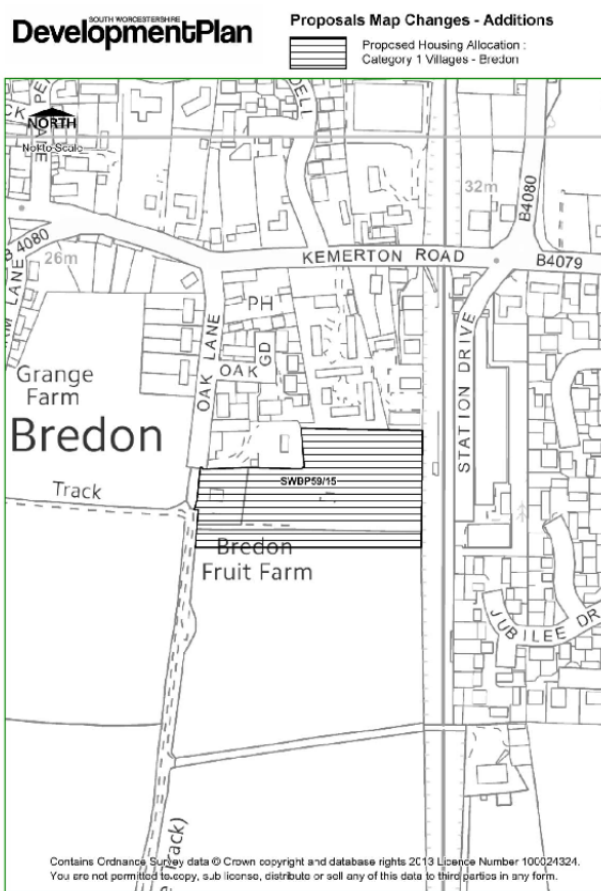 SOUTH WORCESTERSHIRE
DevelopmentPlan
Proposals Map Changes - Additions
Proposed Housing Allocation :
Category 1 Villages - Bredon
NORTH
Not to Scale
32m
B4080
B 4080
26m
KEMERTON ROAD
B4079
PH
OAK GD
OAK LANE
STATION DRIVE
Grange
Farm
Bredon
Track
SWDP59/15
Bredon
Fruit Farm
JUBILEE DR
Track)
Contains Ordnance Survey data © Crown copyright and database rights 2013 Licence Number 100024324.
You are not permitted to copy, sub license, distribute or sell any of this data to third parties in any form.